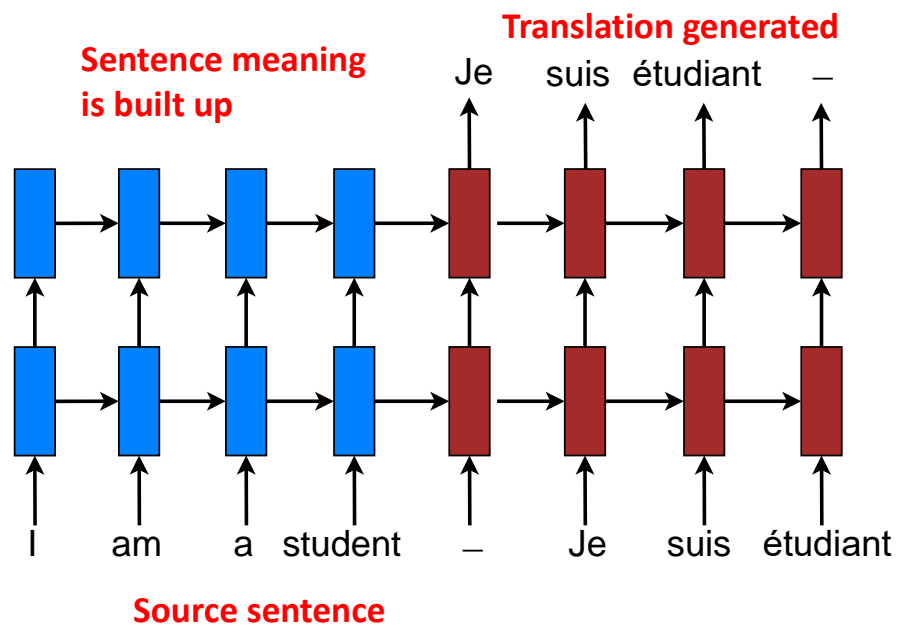 Translation generated
Sentence meaning
is built up
Je suis étudiant –
I am a student – Je suis étudiant
Source sentence